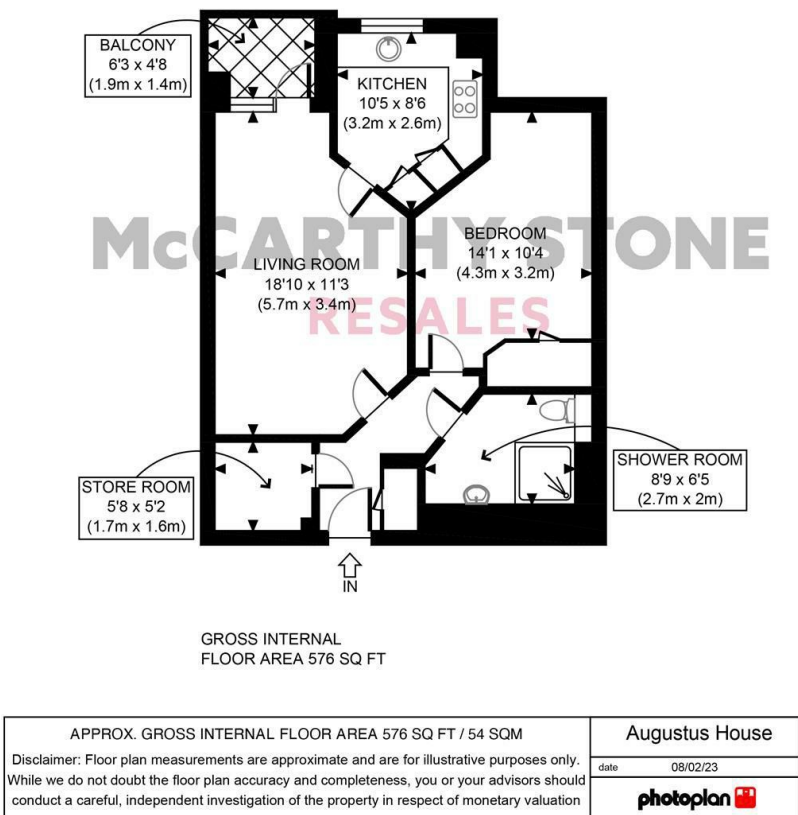 BALCONY
6'3 x 4'8
(1.9m x 1.4m)
KITCHEN
10'5 x 8'6
(3.2m x 2.6m)
McCARTHY STONE
RESALES
BEDROOM
14'1 x 10'4
(4.3m x 3.2m)
LIVING ROOM
18'10 x 11'3
(5.7m x 3.4m)
STORE ROOM
5'8 x 5'2
(1.7m x 1.6m)
SHOWER ROOM
8'9 x 6'5
(2.7m x 2m)
IN
GROSS INTERNAL
FLOOR AREA 576 SQ FT
APPROX. GROSS INTERNAL FLOOR AREA 576 SQ FT / 54 SQM
Disclaimer: Floor plan measurements are approximate and are for illustrative purposes only.
While we do not doubt the floor plan accuracy and completeness, you or your advisors should
conduct a careful, independent investigation of the property in respect of monetary valuation
Augustus House
date 08/02/23
photoplan